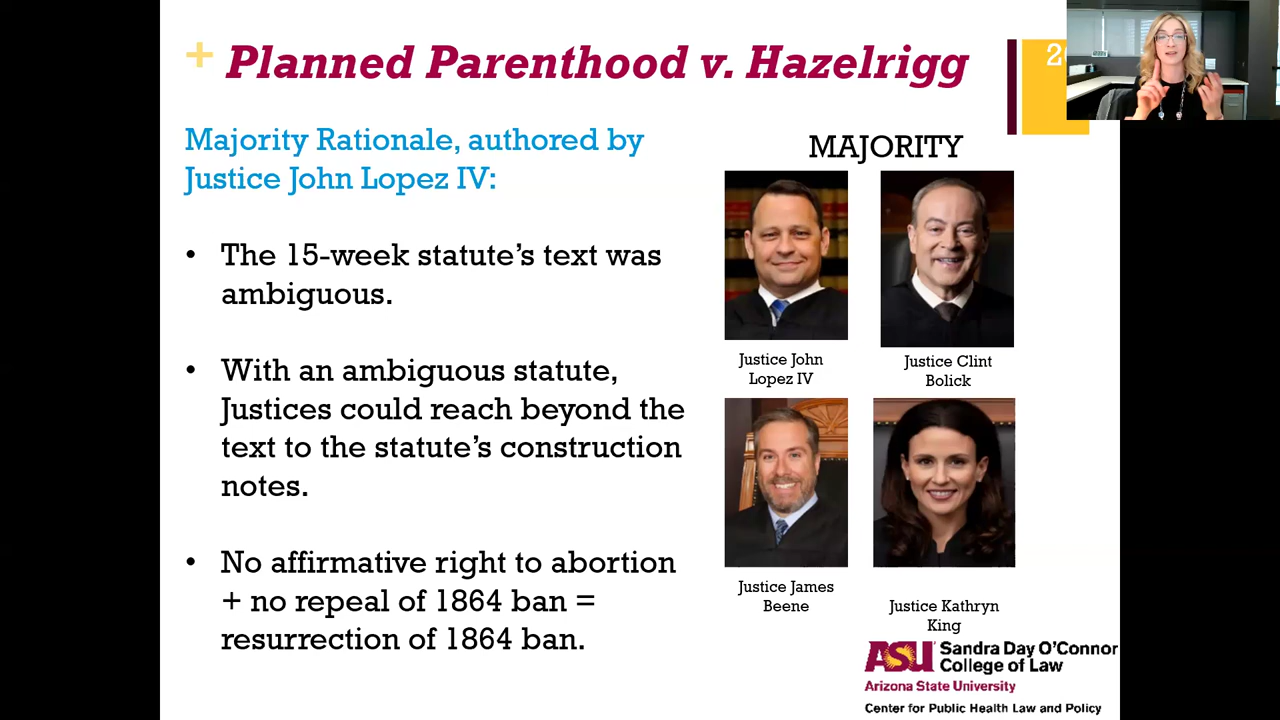 + Planned Parenthood v. Hazelrigg
Majority Rationale, authored by
Justice John Lopez IV:
• The 15-week statute’s text was
ambiguous.
• With an ambiguous statute,
Justices could reach beyond the
text to the statute’s construction
notes.
• No affirmative right to abortion
+ no repeal of 1864 ban =
resurrection of 1864 ban.
MAJORITY
Justice John
Lopez IV
Justice Clint
Bolick
Justice James
Beene
Justice Kathryn
King
ASU Sandra Day O’Connor
College of Law
Arizona State University
Center for Public Health Law and Policy